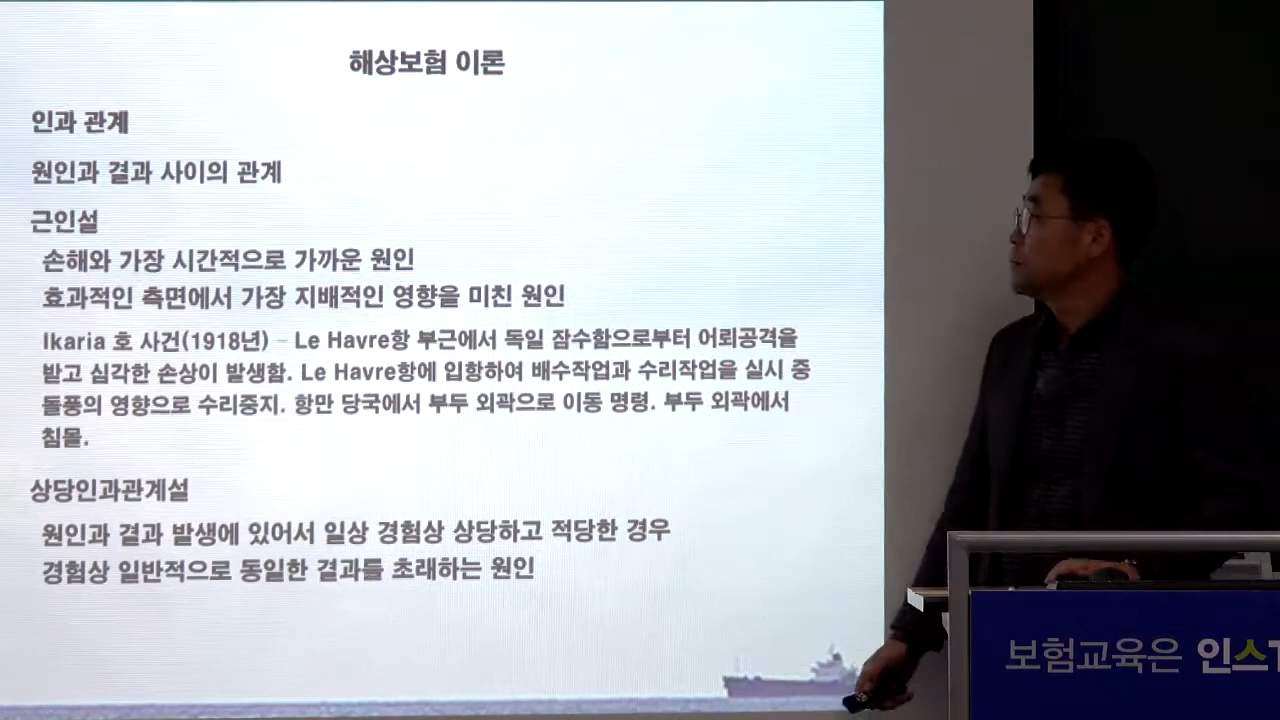 해상보험 이론
인과 관계
원인과 결과 사이의 관계
근인설
손해와 가장 시간적으로 가까운 원인
효과적인 측면에서 가장 지배적인 영향을 미친 원인
Ikaria 호 사건(1918년) – Le Havre항 부근에서 독일 잠수함으로부터 어뢰공격을
받고 심각한 손상이 발생함. Le Havre항에 입항하여 배수작업과 수리작업을 실시 중
돌풍의 영향으로 수리중지. 항만 당국에서 부두 외곽으로 이동 명령. 부두 외곽에서
침몰.
상당인과관계설
원인과 결과 발생에 있어서 일상 경험상 상당하고 적당한 경우
경험상 일반적으로 동일한 결과를 초래하는 원인
보험교육은 인스T